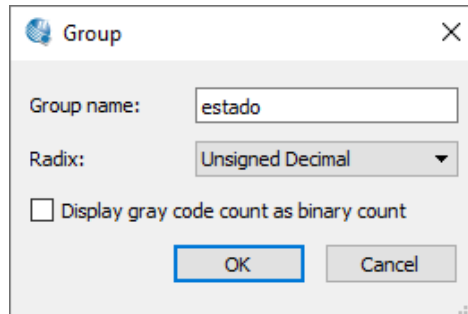 Group
Group name: estado
Radix: Unsigned Decimal
Display gray code count as binary count
OK Cancel